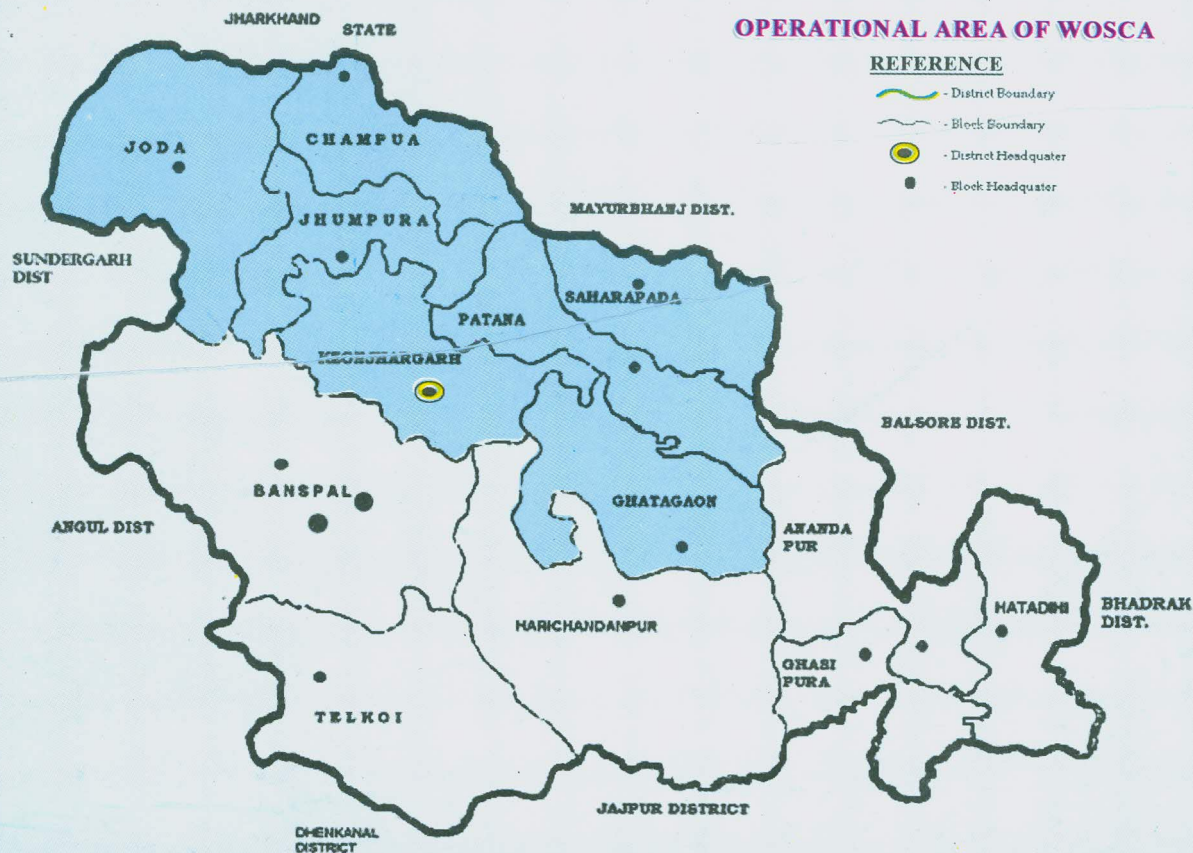 JHARKHAND
STATE
OPERATIONAL AREA OF WOSCA
REFERENCE
- District Boundary
- Block Boundary
- District Headquater
- Block Headquater
CHAMPUA
JODA
MAYURBHANJ DIST.
JHUMPURA
SUNDERGARH
DIST
SAHARAPADA
PATANA
KEONJHARGARH
BALSORE DIST.
BANSPAL
GHATAGAON
ANGUL DIST
ANANDA
PUR
HATADIHI
BHADRAK
DIST.
HARICHANDANPUR
GHASI
PURA
TELKOI
JAJPUR DISTRICT
DHENKANAL
DISTRICT